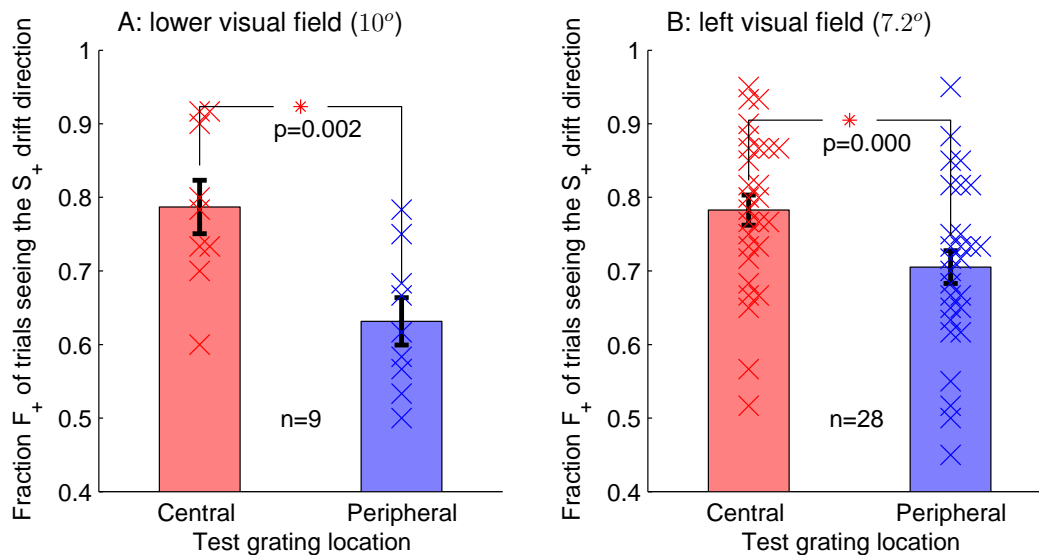 A: lower visual field (10°)
Fraction F+ of trials seeing the S+ drift direction
1
0.9
0.8
0.7
0.6
0.5
0.4
*
p=0.002
n=9
Central
Peripheral
Test grating location
B: left visual field (7.2°)
Fraction F+ of trials seeing the S+ drift direction
1
0.9
0.8
0.7
0.6
0.5
0.4
*
p=0.000
n=28
Central
Peripheral
Test grating location